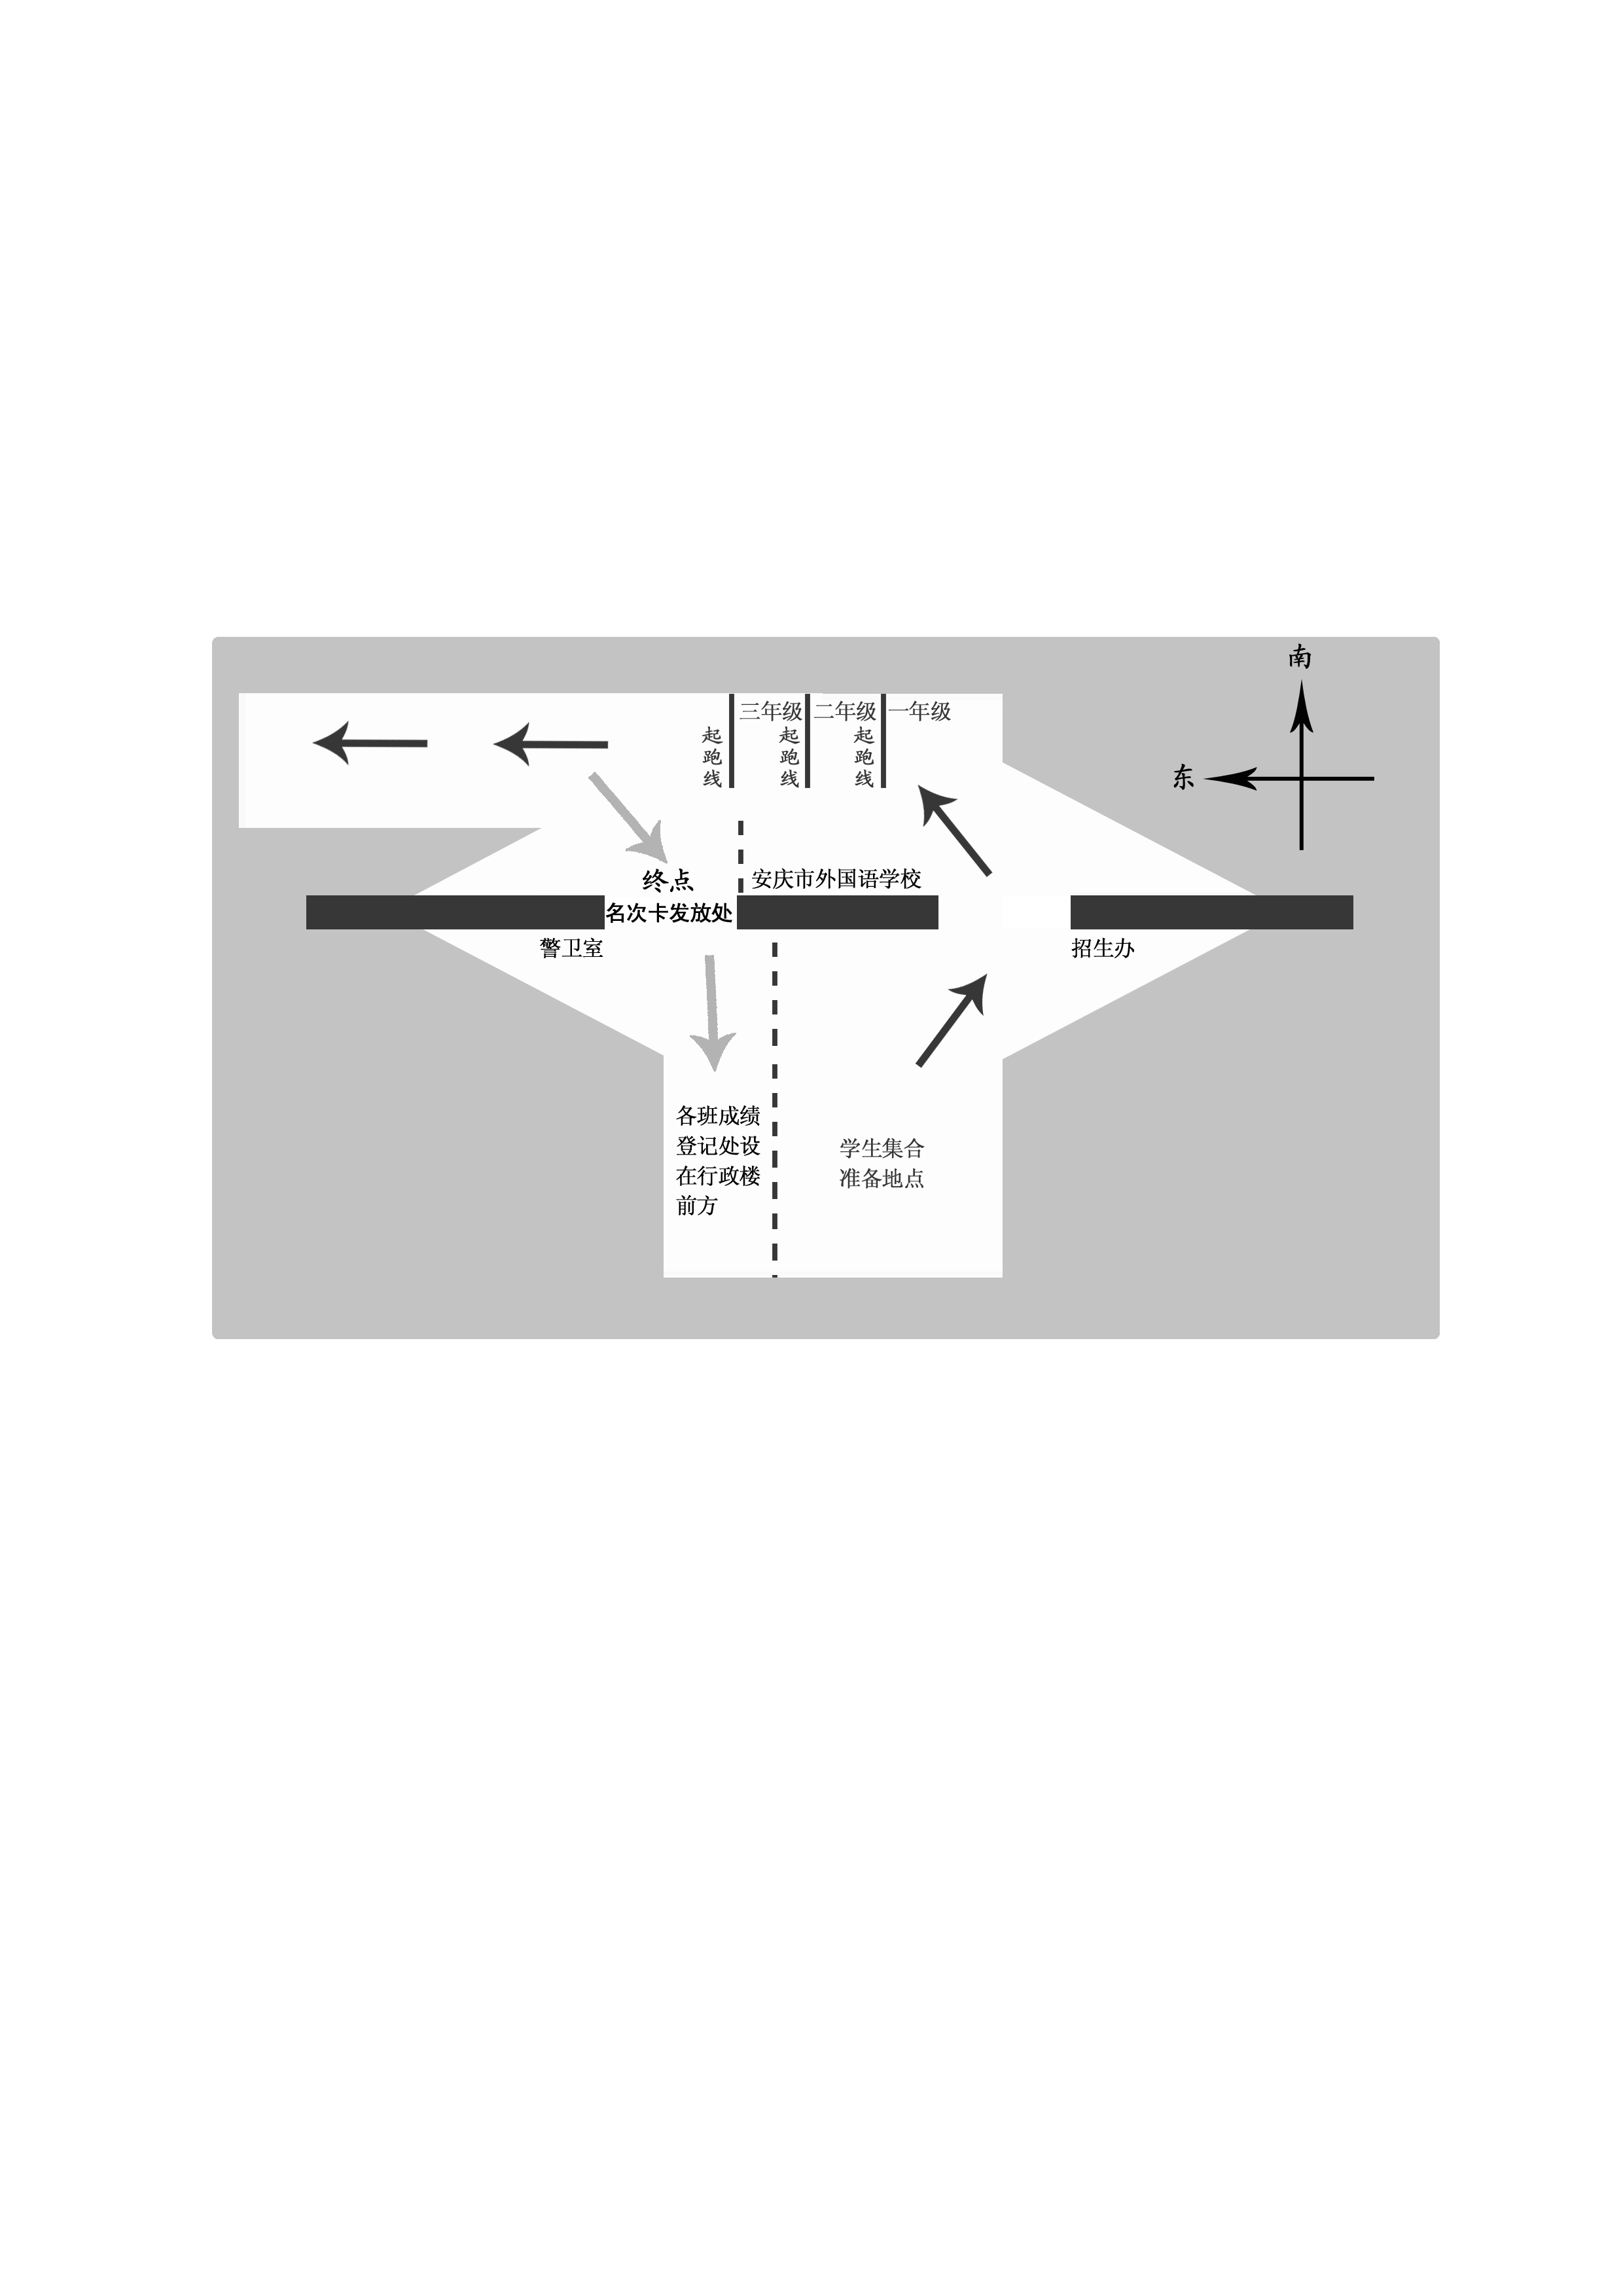 南
三年级
二年级
一年级
起跑线
起跑线
起跑线
东
终点
安庆市外国语学校
名次卡发放处
警卫室
招生办
各班成绩
登记处设
在行政楼
前方
学生集合
准备地点